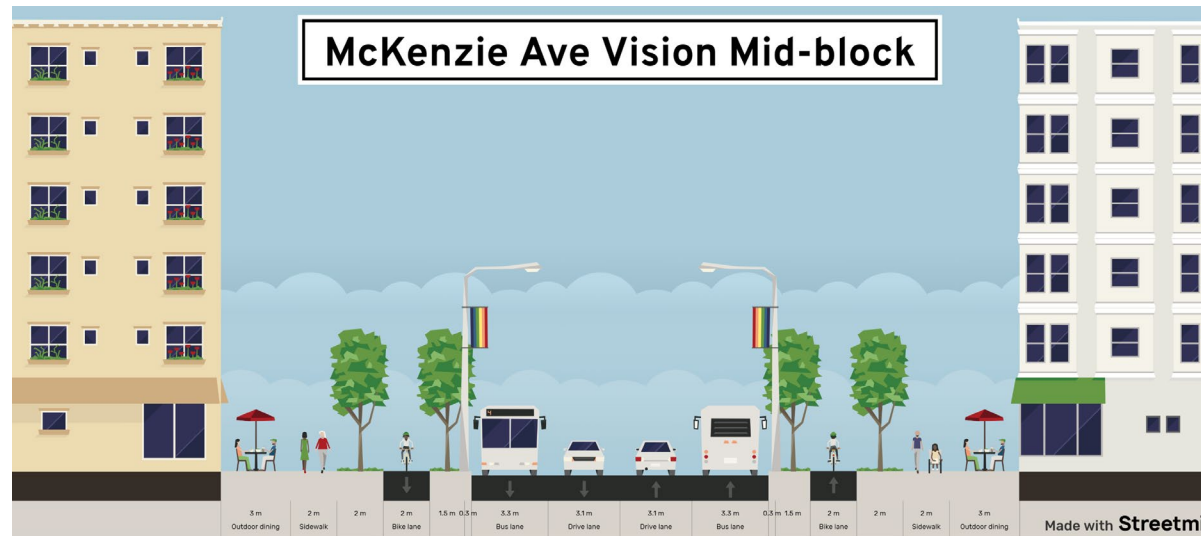 McKenzie Ave Vision Mid-block
3 m 2 m 2 m 2 m 1.5 m 0.3 m 3.3 m 3.1 m 3.1 m 3.3 m 0.3 m 1.5 m 2 m 2 m 2 m 3 m
Outdoor dining Sidewalk Bike lane Bus lane Drive lane Drive lane Bus lane Bike lane Sidewalk Outdoor dining
Made with Streetmi